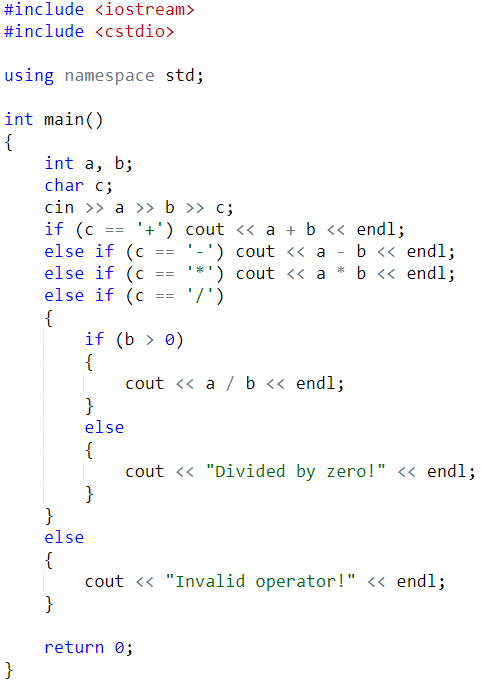 #include <iostream>
#include <cstdio>

using namespace std;

int main()
{
    int a, b;
    char c;
    cin >> a >> b >> c;
    if (c == '+') cout << a + b << endl;
    else if (c == '-') cout << a - b << endl;
    else if (c == '*') cout << a * b << endl;
    else if (c == '/')
    {
        if (b > 0)
        {
            cout << a / b << endl;
        }
        else
        {
            cout << "Divided by zero!" << endl;
        }
    }
    else
    {
        cout << "Invalid operator!" << endl;
    }

    return 0;
}